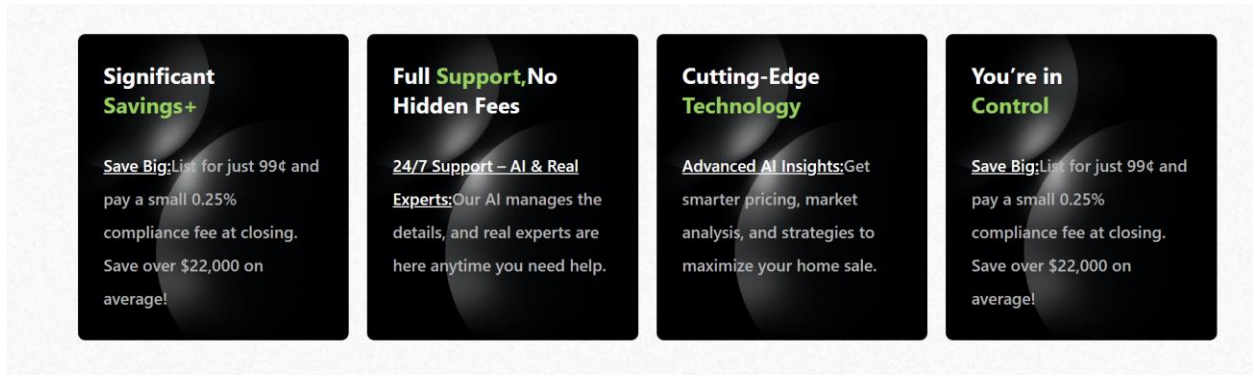 Significant
Savings+
Save Big:List for just 99¢ and
pay a small 0.25%
compliance fee at closing.
Save over $22,000 on
average!
Full Support,No
Hidden Fees
24/7 Support – AI & Real
Experts:Our AI manages the
details, and real experts are
here anytime you need help.
Cutting-Edge
Technology
Advanced AI Insights:Get
smarter pricing, market
analysis, and strategies to
maximize your home sale.
You’re in
Control
Save Big:List for just 99¢ and
pay a small 0.25%
compliance fee at closing.
Save over $22,000 on
average!